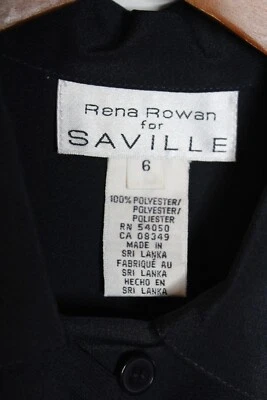 Rena Rowan
for
SAVILLE
6
100% POLYESTER/
POLYESTER/
POLIESTER
RN 54050
CA 08349
MADE IN
SRI LANKA
FABRIQUÉ AU
SRI LANKA
HECHO EN
SRI LANKA